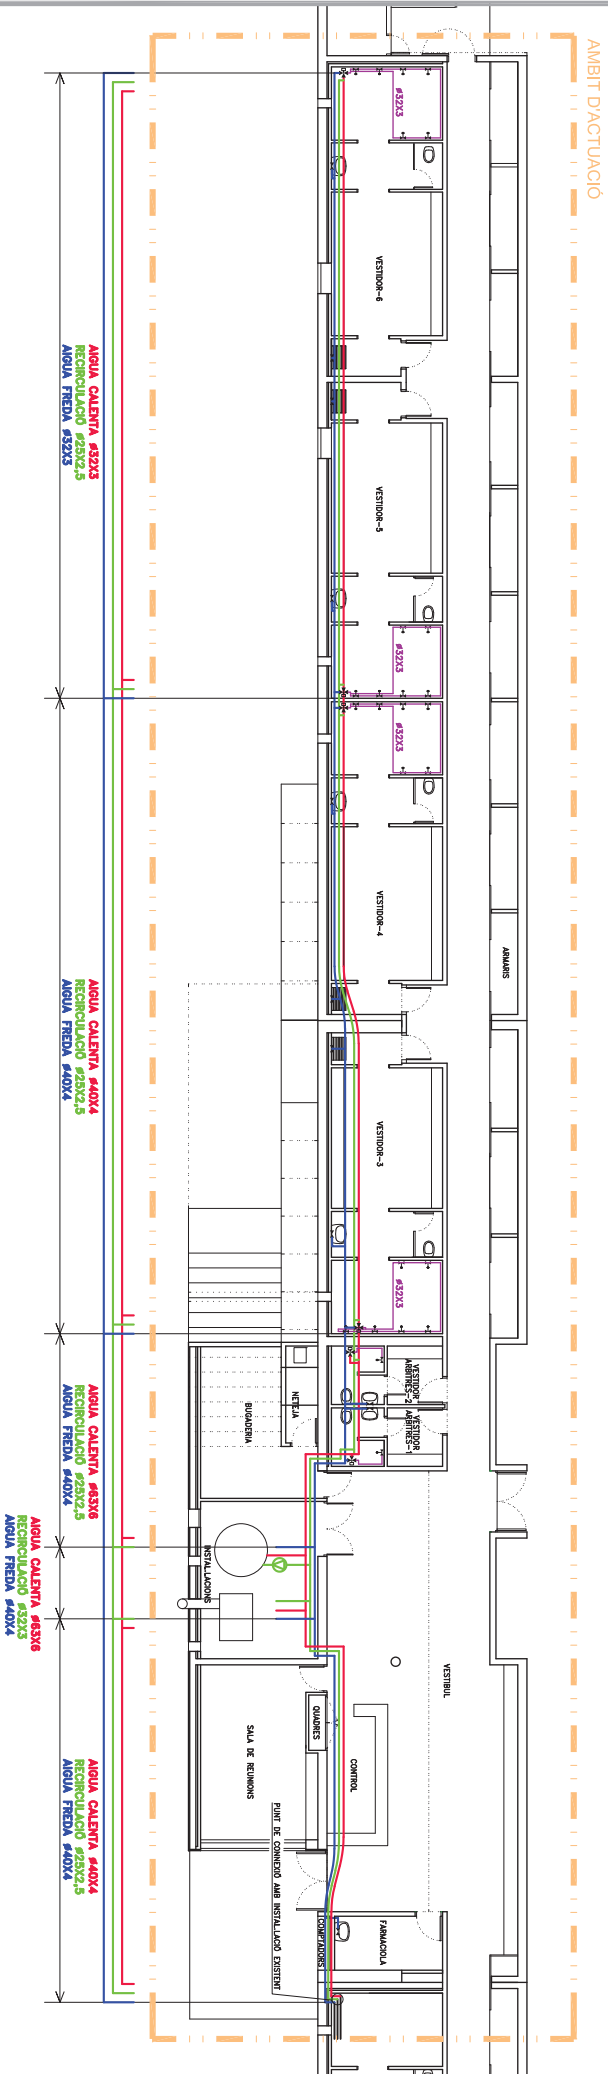 AMBIT D'ACTUACIÓ
ø32X3
VESTIDOR-6
AIGUA CALENTA ø32X3
RECIRCULACIÓ ø25X2,5
AIGUA FREDA ø32X3
VESTIDOR-5
ø32X3
ø32X3
VESTIDOR-4
ARMARIS
AIGUA CALENTA ø40X4
RECIRCULACIÓ ø25X2,5
AIGUA FREDA ø40X4
VESTIDOR-3
ø32X3
VESTIDOR
ARBITRES-2
VESTIDOR
ARBITRES-1
NETEJA
BUGADERIA
AIGUA CALENTA ø63X6
RECIRCULACIÓ ø25X2,5
AIGUA FREDA ø40X4
INSTAL.LACIONS
AIGUA CALENTA ø63X6
RECIRCULACIÓ ø32X3
AIGUA FREDA ø40X4
VESTIBUL
QUADRES
CONTROL
SALA DE REUNIONS
AIGUA CALENTA ø40X4
RECIRCULACIÓ ø25X2,5
AIGUA FREDA ø40X4
PUNT DE CONNEXIÓ AMB INSTAL.LACIÓ EXISTENT
FARMACIOLA
COMPTADORS